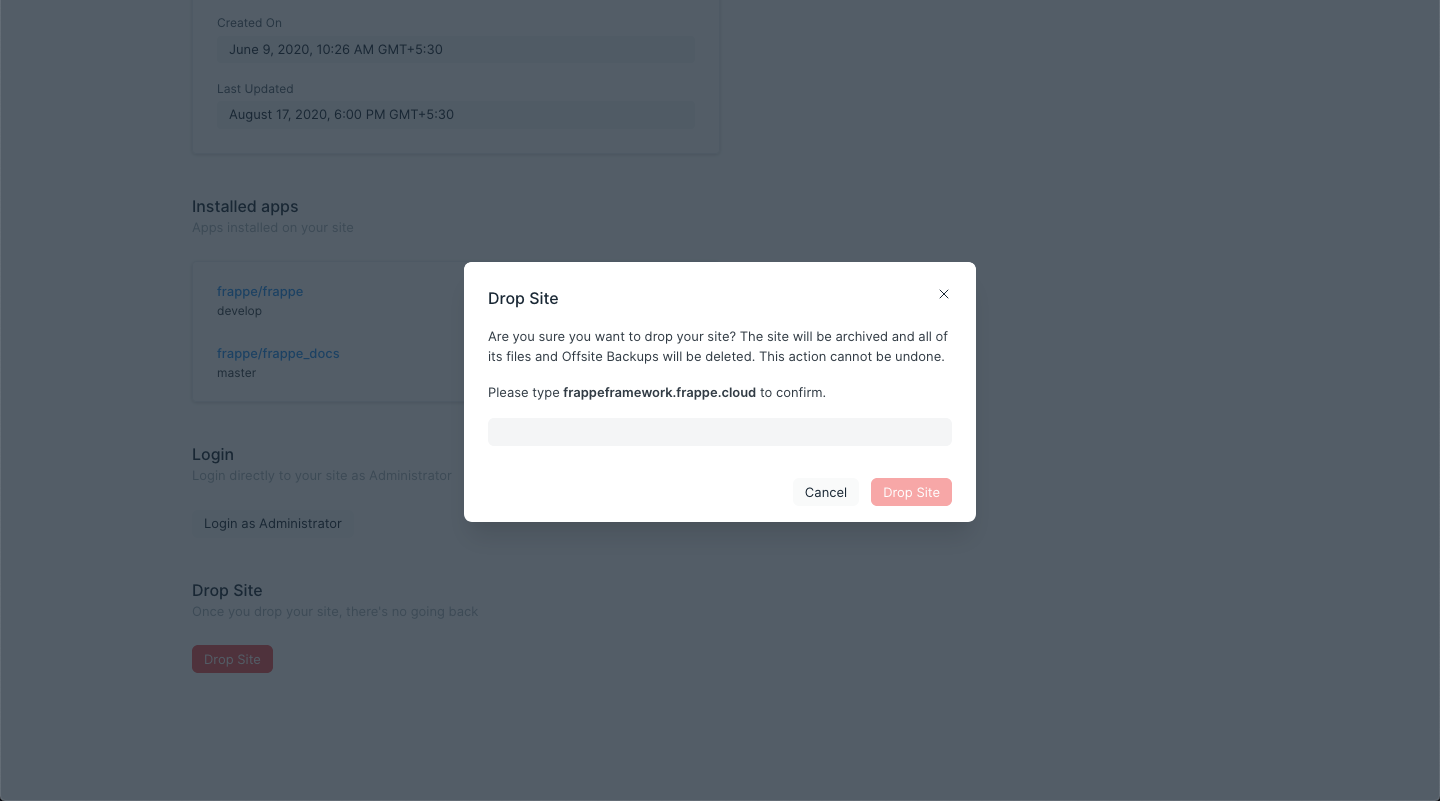 Created On
June 9, 2020, 10:26 AM GMT+5:30
Last Updated
August 17, 2020, 6:00 PM GMT+5:30
Installed apps
Apps installed on your site
frappe/frappe
develop
frappe/frappe_docs
master
Login
Login directly to your site as Administrator
Login as Administrator
Drop Site
Once you drop your site, there's no going back
Drop Site
Drop Site
Are you sure you want to drop your site? The site will be archived and all of
its files and Offsite Backups will be deleted. This action cannot be undone.
Please type frappeframework.frappe.cloud to confirm.
Cancel
Drop Site